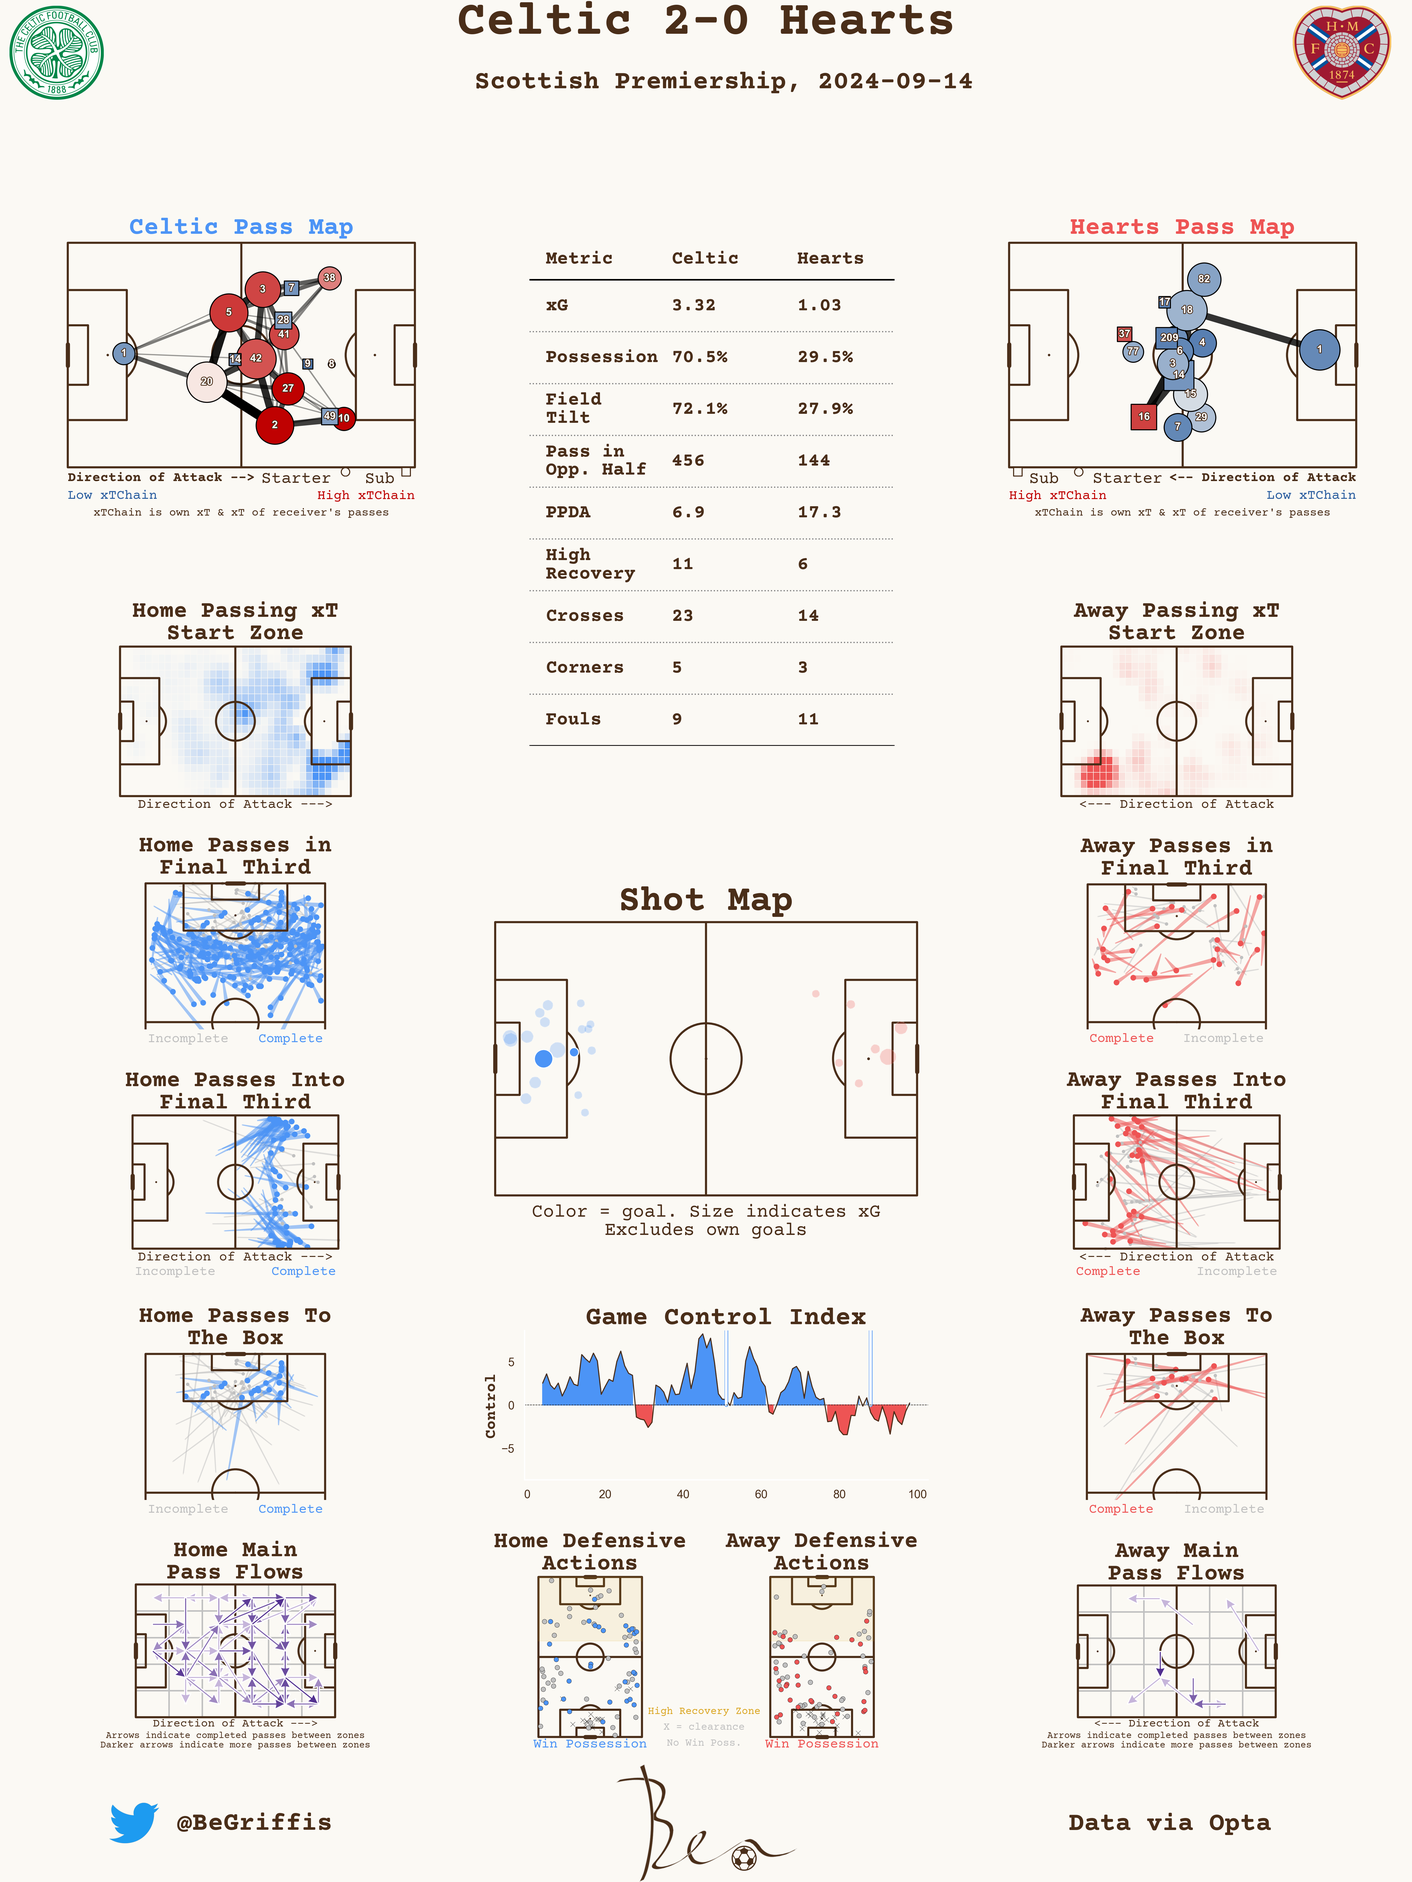 Celtic 2-0 Hearts
Scottish Premiership, 2024-09-14
THE CELTIC FOOTBALL CLUB
1888
H M
F C
1874
Celtic Pass Map
1
5
3
7
38
28
41
14
42
9
8
20
27
2
49
10
Direction of Attack --> Starter Sub
Low xTChain High xTChain
xTChain is own xT & xT of receiver's passes
Metric Celtic Hearts
xG 3.32 1.03
Possession 70.5% 29.5%
Field
Tilt 72.1% 27.9%
Pass in
Opp. Half 456 144
PPDA 6.9 17.3
High
Recovery 11 6
Crosses 23 14
Corners 5 3
Fouls 9 11
Hearts Pass Map
82
17
18
37
209
4
77
6
1
3
14
15
16
29
7
Sub Starter <-- Direction of Attack
High xTChain Low xTChain
xTChain is own xT & xT of receiver's passes
Home Passing xT
Start Zone
Direction of Attack --->
Away Passing xT
Start Zone
<--- Direction of Attack
Home Passes in
Final Third
Incomplete Complete
Away Passes in
Final Third
Complete Incomplete
Shot Map
Color = goal. Size indicates xG
Excludes own goals
Home Passes Into
Final Third
Direction of Attack --->
Incomplete Complete
Away Passes Into
Final Third
<--- Direction of Attack
Complete Incomplete
Home Passes To
The Box
Incomplete Complete
Game Control Index
Control
5
0
−5
0 20 40 60 80 100
Away Passes To
The Box
Complete Incomplete
Home Main
Pass Flows
Direction of Attack --->
Arrows indicate completed passes between zones
Darker arrows indicate more passes between zones
Home Defensive
Actions
Win Possession
Away Defensive
Actions
Win Possession
High Recovery Zone
X = clearance
No Win Poss.
Away Main
Pass Flows
<--- Direction of Attack
Arrows indicate completed passes between zones
Darker arrows indicate more passes between zones
@BeGriffis
Ben
Data via Opta